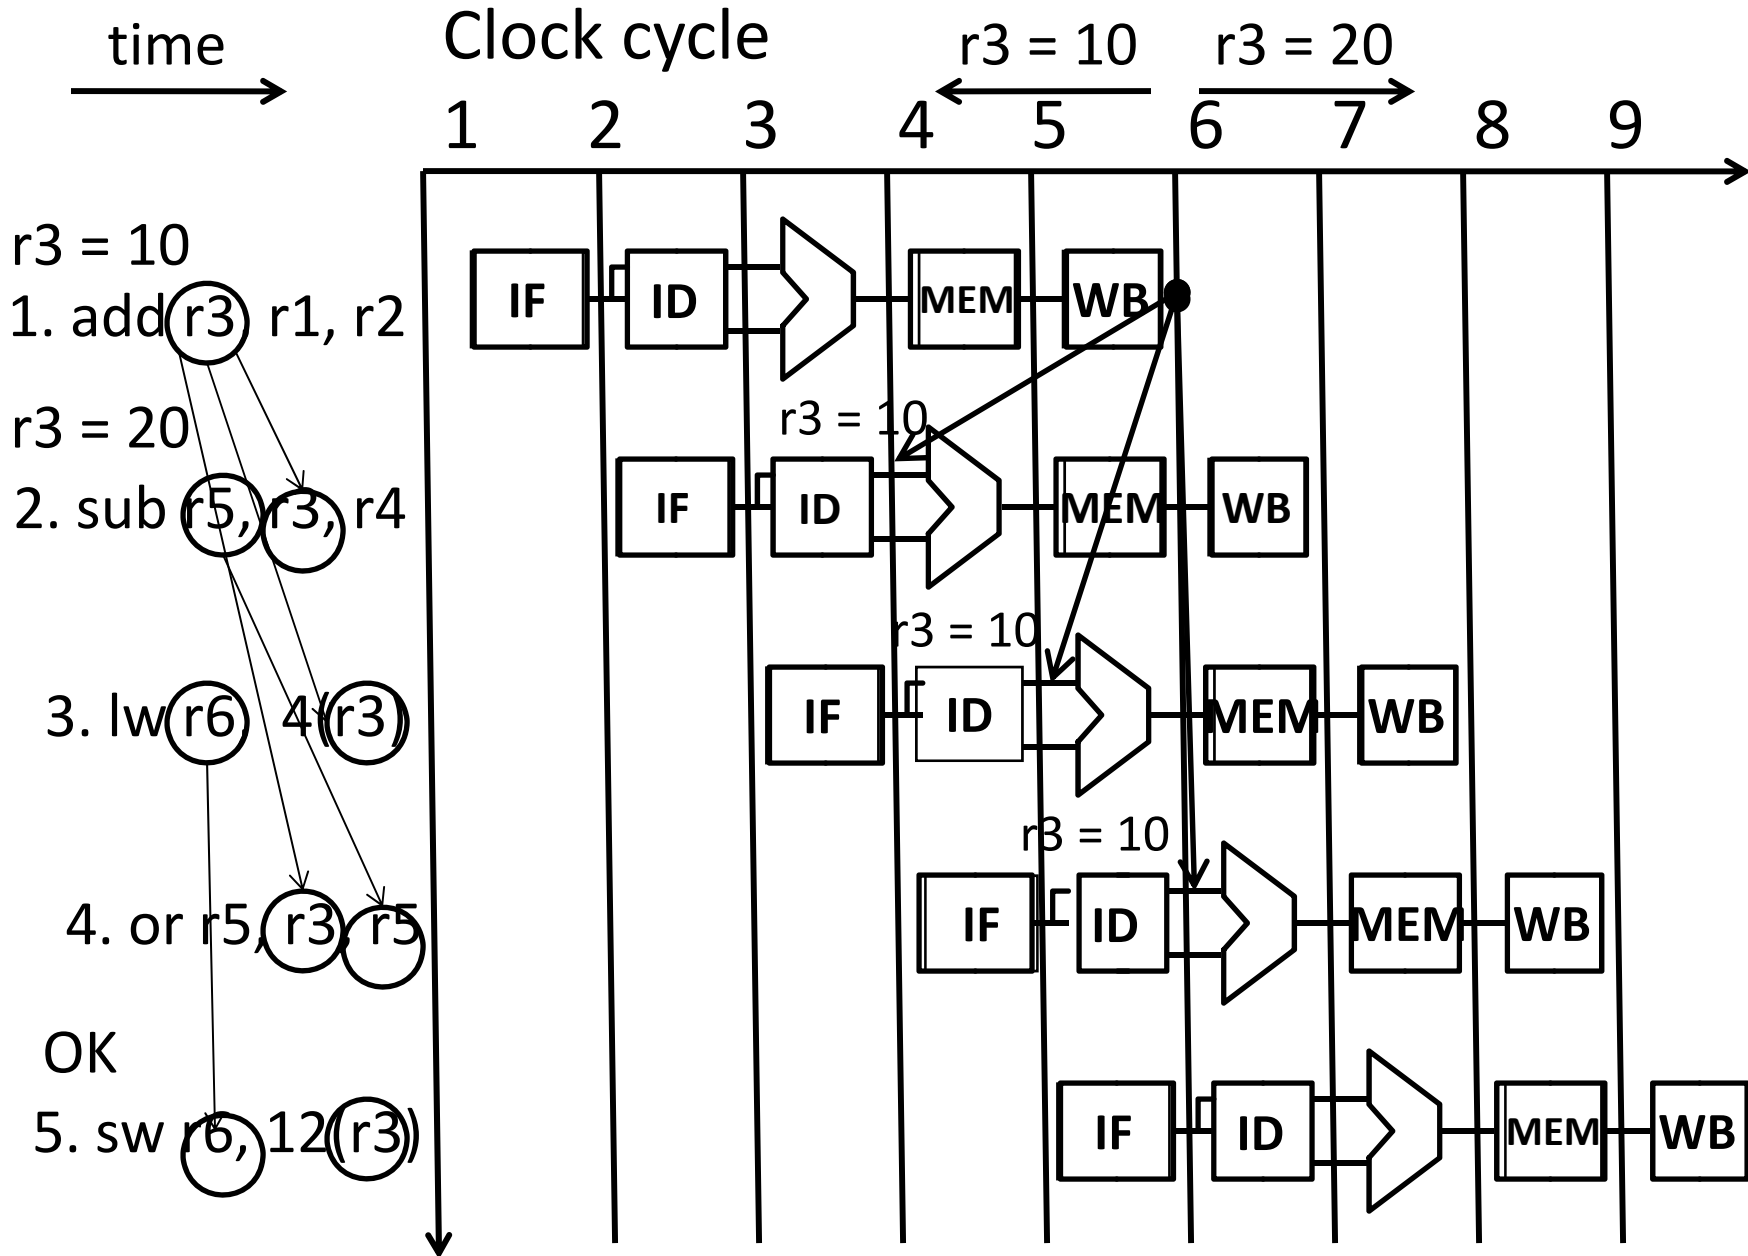 time
Clock cycle
r3 = 10
r3 = 20
1 2 3 4 5 6 7 8 9
r3 = 10
1. add r3, r1, r2
IF ID MEM WB
r3 = 20
r3 = 10
2. sub r5, r3, r4
IF ID MEM WB
r3 = 10
3. lw r6, 4(r3)
IF ID MEM WB
r3 = 10
4. or r5, r3, r5
IF ID MEM WB
OK
5. sw r6, 12(r3)
IF ID MEM WB